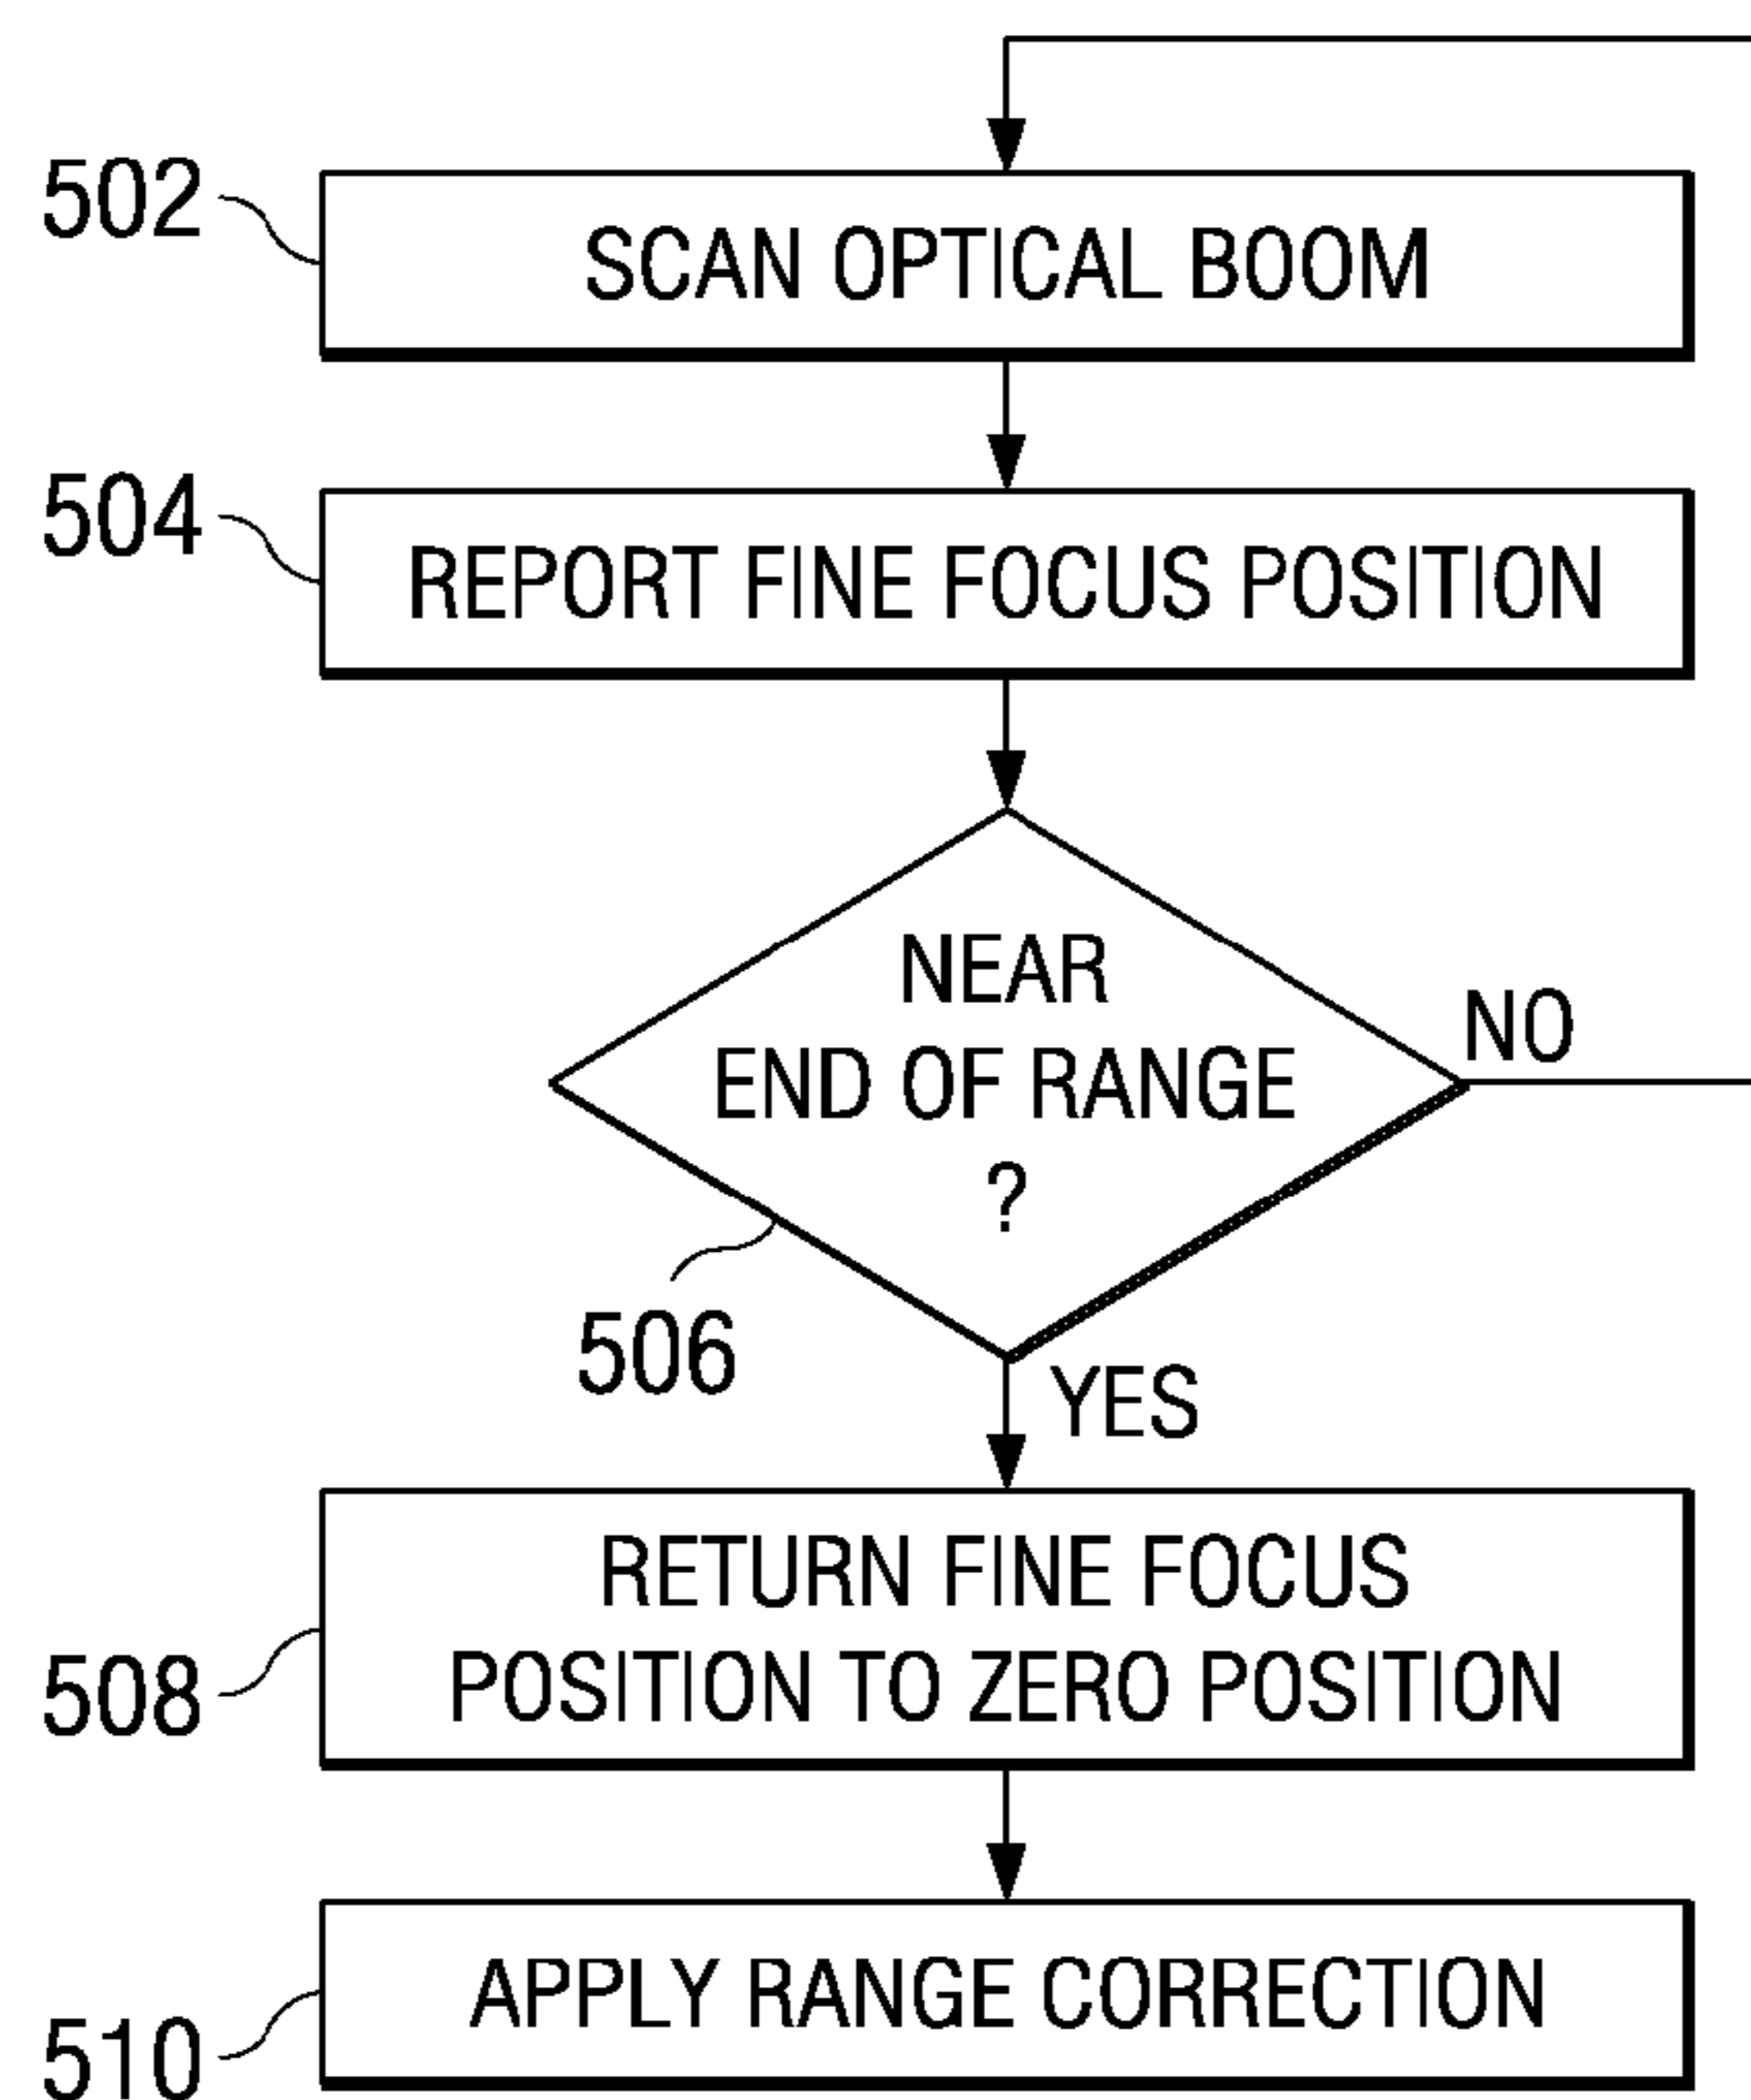 502
SCAN OPTICAL BOOM
504
REPORT FINE FOCUS POSITION
NEAR
END OF RANGE
?
NO
506
YES
508
RETURN FINE FOCUS
POSITION TO ZERO POSITION
510
APPLY RANGE CORRECTION